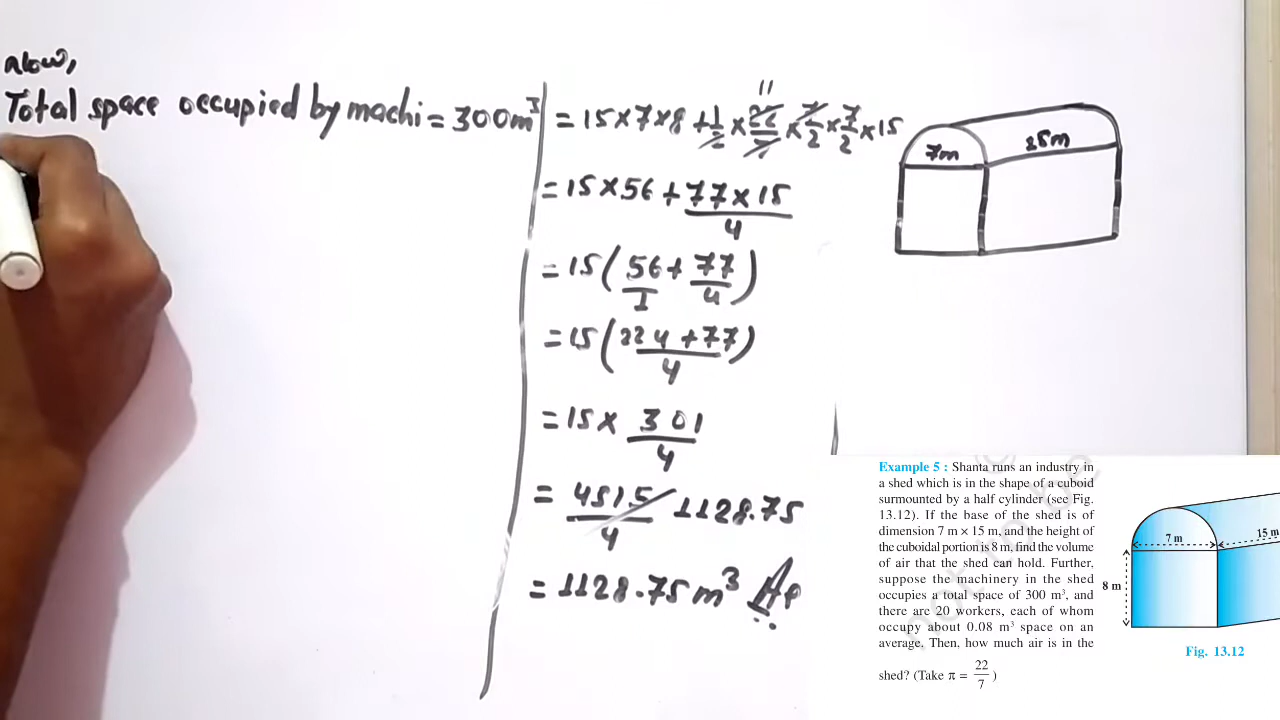 Now,
Total space occupied by machi = 300m³
= 15×7×8 + 1/2 × 22/7 × 7/2 × 7/2 × 15
11
= 15×56 + 77×15/4
= 15(56/1 + 77/4)
= 15(224+77/4)
= 15× 301/4
= 4515/4 1128.75
= 1128.75 m³
7m
15m
Example 5 : Shanta runs an industry in
a shed which is in the shape of a cuboid
surmounted by a half cylinder (see Fig.
13.12). If the base of the shed is of
dimension 7 m × 15 m, and the height of
the cuboidal portion is 8 m, find the volume
of air that the shed can hold. Further,
suppose the machinery in the shed
occupies a total space of 300 m³, and
there are 20 workers, each of whom
occupy about 0.08 m³ space on an
average. Then, how much air is in the
shed? (Take π = 22/7)
7 m
15 m
8 m
Fig. 13.12